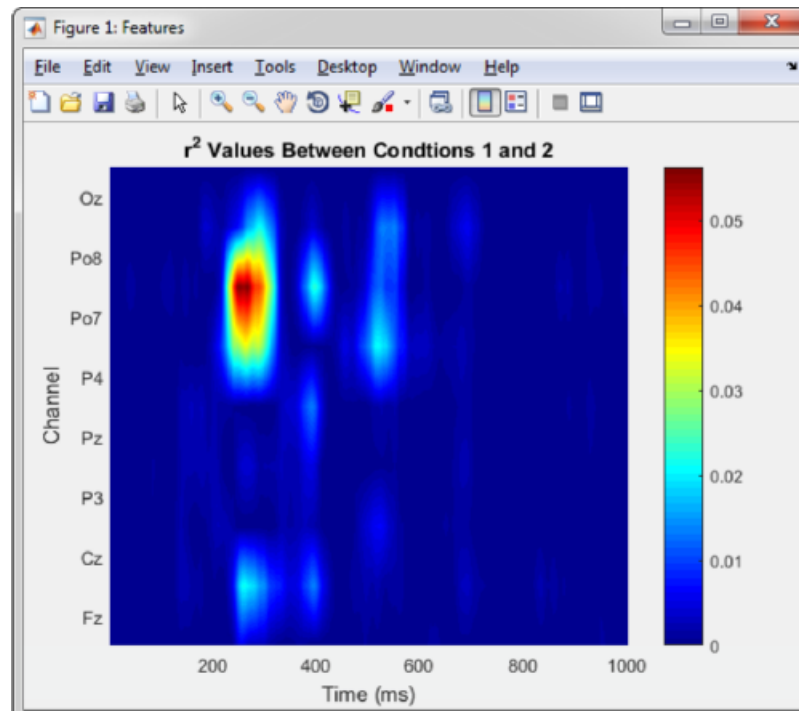 Figure 1: Features
File Edit View Insert Tools Desktop Window Help
r² Values Between Condtions 1 and 2
Channel
Oz
Po8
Po7
P4
Pz
P3
Cz
Fz
200 400 600 800 1000
Time (ms)
0.05
0.04
0.03
0.02
0.01
0